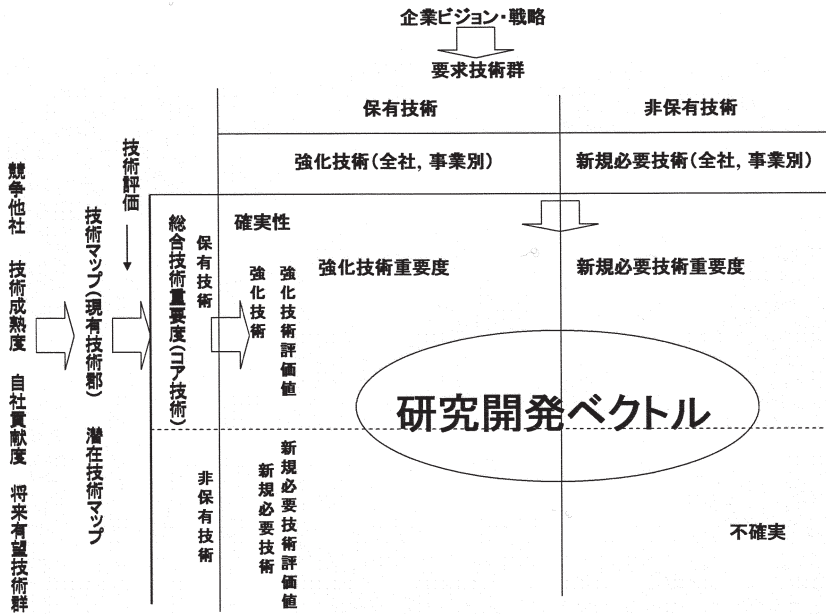 企業ビジョン・戦略
要求技術群
保有技術
非保有技術
強化技術(全社，事業別)
新規必要技術(全社，事業別)
競争他社　技術成熟度　自社貢献度　将来有望技術群
技術マップ(現有技術郡)　潜在技術マップ
技術評価
総合技術重要度(コア技術)
保有技術
非保有技術
確実性
強化技術
強化技術評価値
強化技術重要度
新規必要技術重要度
研究開発ベクトル
新規必要技術
新規必要技術評価値
不確実